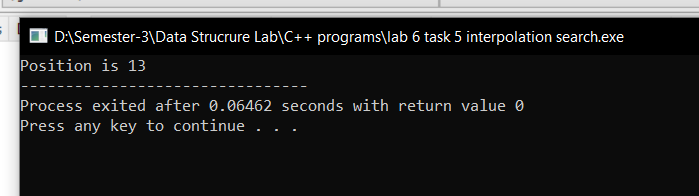 D:\Semester-3\Data Strucrure Lab\C++ programs\lab 6 task 5 interpolation search.exe
Position is 13
--------------------------------
Process exited after 0.06462 seconds with return value 0
Press any key to continue . . .